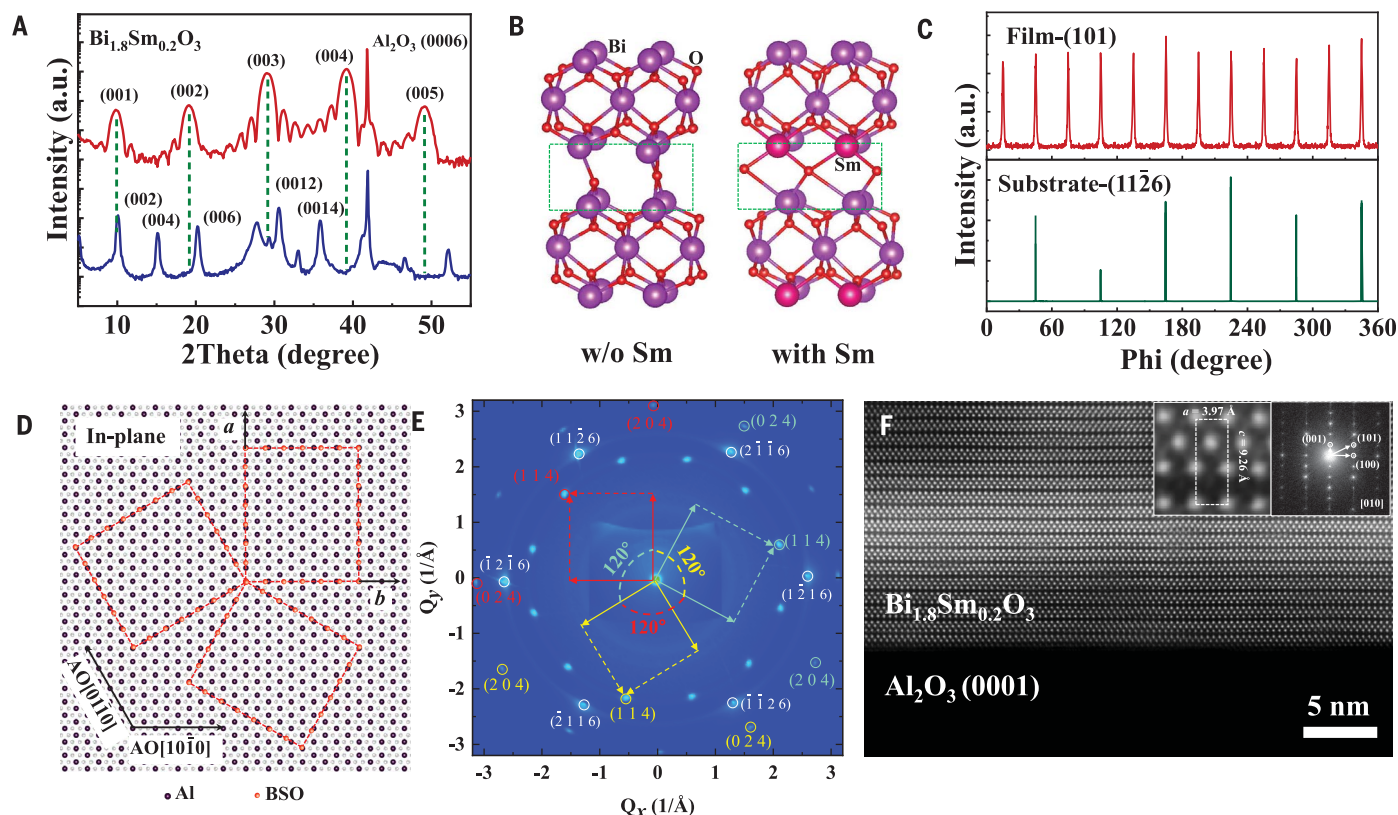 A
Bi₁.₈Sm₀.₂O₃
Al₂O₃ (0006)
(001)
(002)
(003)
(004)
(005)
(002)
(004)
(006)
(0012)
(0014)
Intensity (a.u.)
10 20 30 40 50
2Theta (degree)
B
Bi
O
Sm
w/o Sm
with Sm
C
Film-(101)
Substrate-(112̄6)
Intensity (a.u.)
0 60 120 180 240 300 360
Phi (degree)
D
In-plane
a
b
AO[011̄0]
AO[101̄0]
Al
BSO
E
(2 0 4)
(0 2 4)
(1 1 2̄ 6)
(2 1̄ 1̄ 6)
(1 1 4)
(1 1 4)
120°
120°
120°
(1̄ 2 1̄ 6)
(0 2 4)
(1 2̄ 1 6)
(2 0 4)
(2 0 4)
(1 1 4)
(2̄ 1 1 6)
(1̄ 1̄ 2 6)
(0 2 4)
3
2
1
0
-1
-2
-3
Qy (1/Å)
-3 -2 -1 0 1 2 3
Qx (1/Å)
F
a = 3.97 Å
c = 9.26 Å
(001)
(101)
(100)
[010]
Bi₁.₈Sm₀.₂O₃
Al₂O₃ (0001)
5 nm